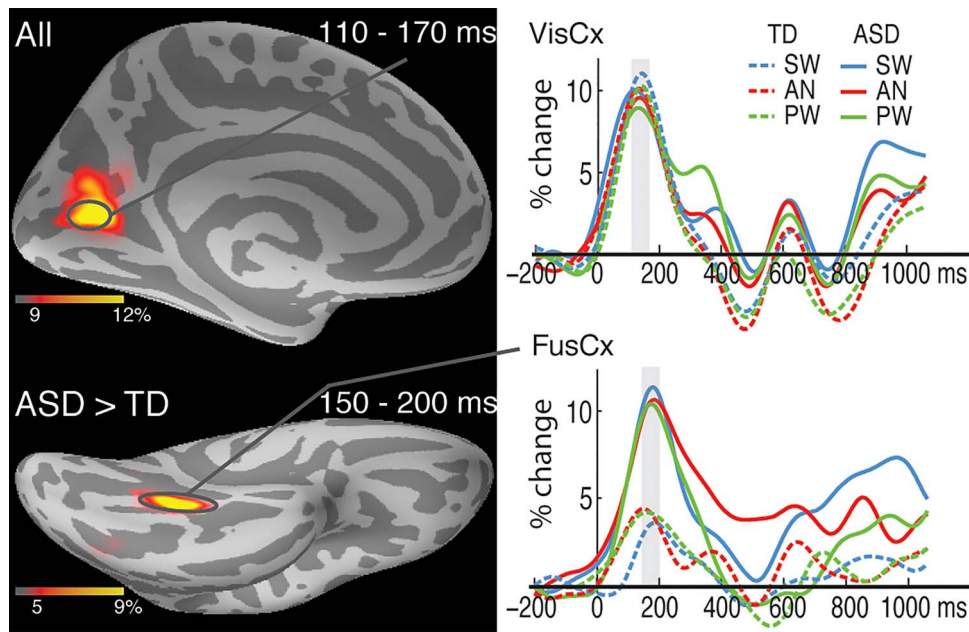 All
110 - 170 ms
9 12%
ASD > TD
150 - 200 ms
5 9%
VisCx
TD ASD
SW SW
AN AN
PW PW
% change
10
5
−200 0 200 400 600 800 1000 ms
FusCx
% change
10
5
−200 0 200 400 600 800 1000 ms